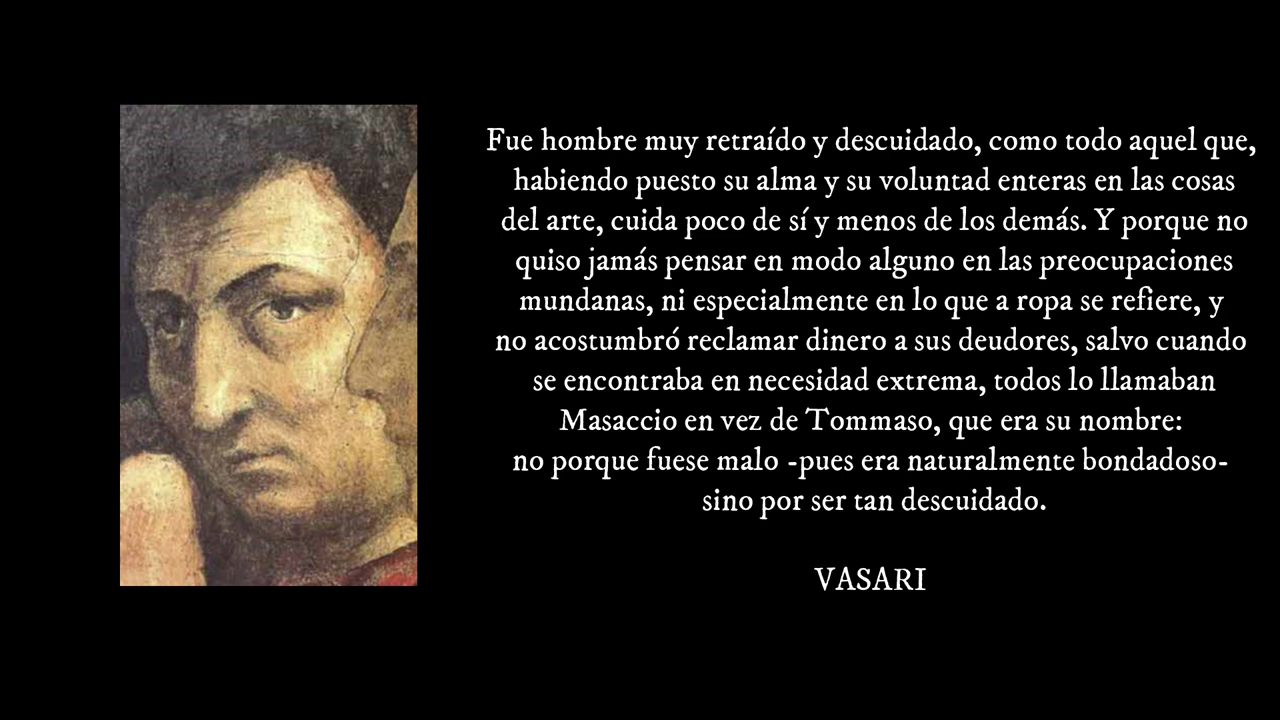 Fue hombre muy retraído y descuidado, como todo aquel que,
habiendo puesto su alma y su voluntad enteras en las cosas
del arte, cuida poco de sí y menos de los demás. Y porque no
quiso jamás pensar en modo alguno en las preocupaciones
mundanas, ni especialmente en lo que a ropa se refiere, y
no acostumbró reclamar dinero a sus deudores, salvo cuando
se encontraba en necesidad extrema, todos lo llamaban
Masaccio en vez de Tommaso, que era su nombre:
no porque fuese malo -pues era naturalmente bondadoso-
sino por ser tan descuidado.
VASARI